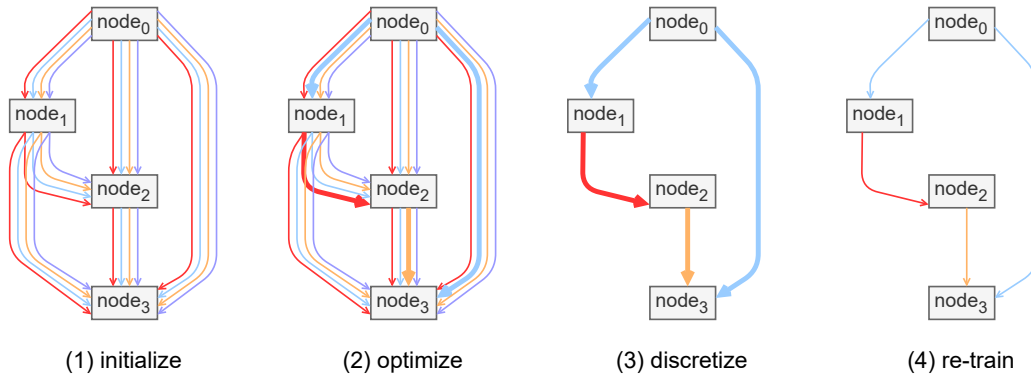 node₀ node₀ node₀ node₀
node₁ node₁ node₁ node₁
node₂ node₂ node₂ node₂
node₃ node₃ node₃ node₃
(1) initialize (2) optimize (3) discretize (4) re-train